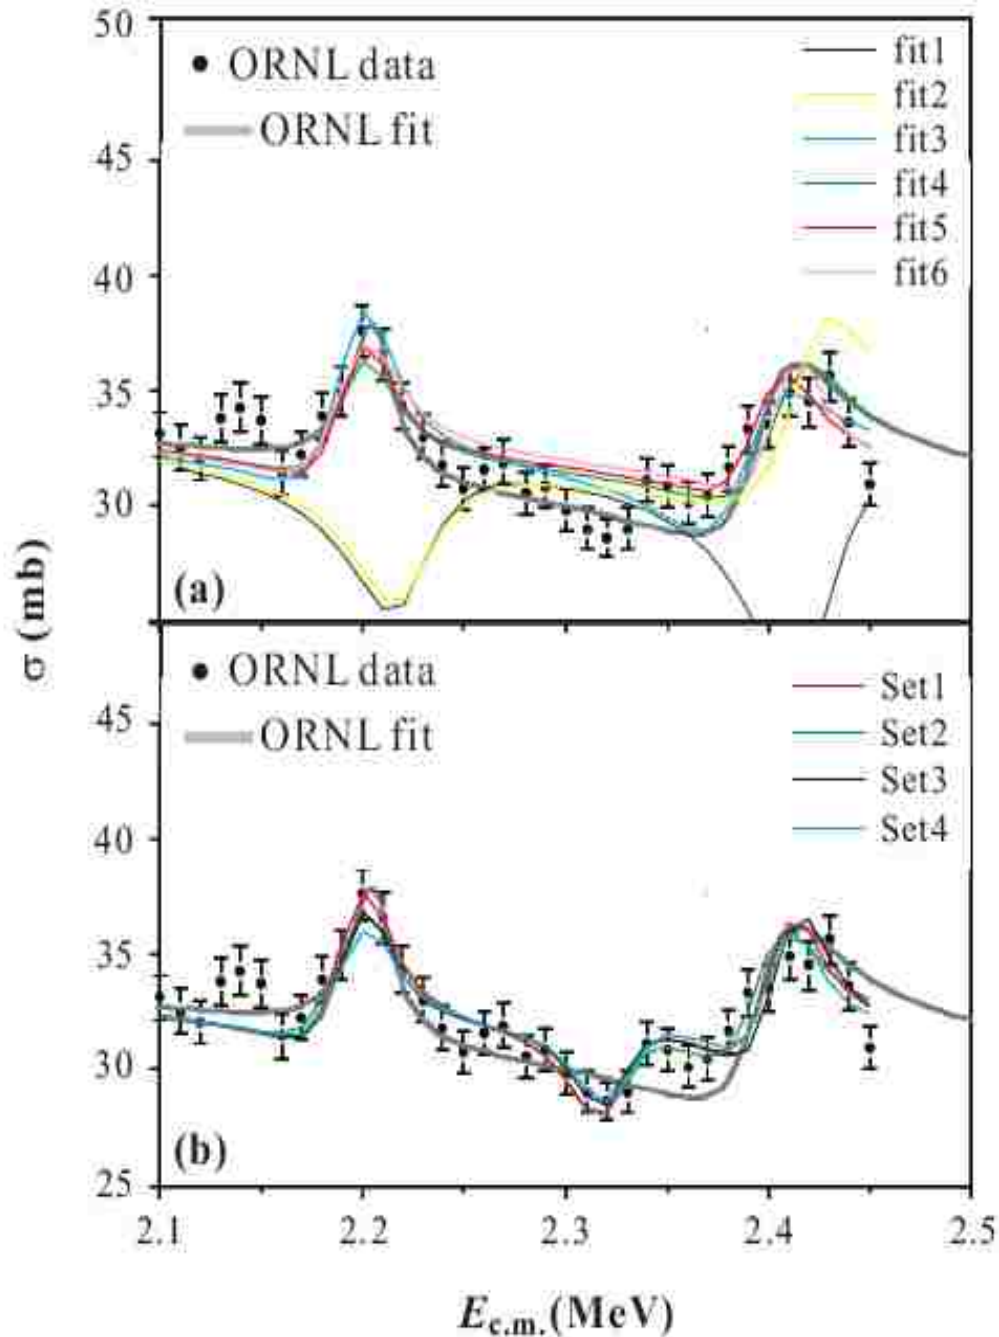 50
45
40
35
30
ORNL data
ORNL fit
fit1
fit2
fit3
fit4
fit5
fit6
(a)
σ (mb)
45
40
35
30
25
ORNL data
ORNL fit
Set1
Set2
Set3
Set4
(b)
2.1 2.2 2.3 2.4 2.5
E c.m. (MeV)